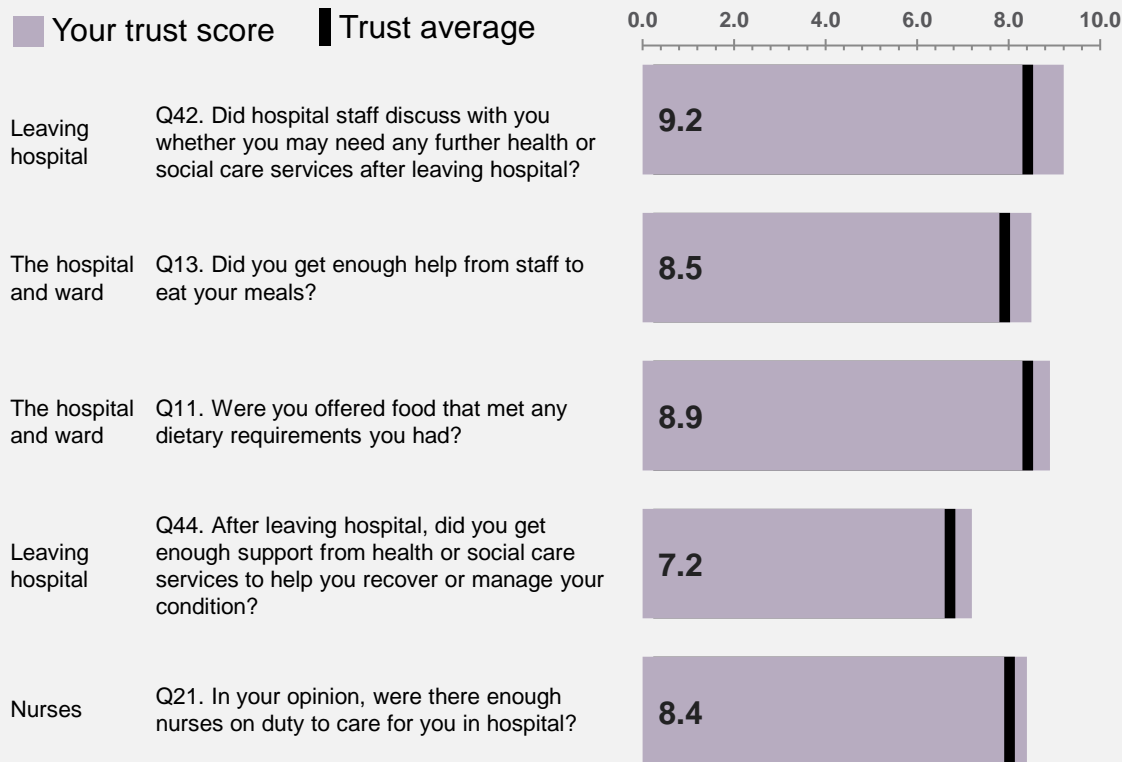 Your trust score
Trust average
0.0 2.0 4.0 6.0 8.0 10.0
Leaving
hospital
Q42. Did hospital staff discuss with you
whether you may need any further health or
social care services after leaving hospital?
9.2
The hospital
and ward
Q13. Did you get enough help from staff to
eat your meals?
8.5
The hospital
and ward
Q11. Were you offered food that met any
dietary requirements you had?
8.9
Leaving
hospital
Q44. After leaving hospital, did you get
enough support from health or social care
services to help you recover or manage your
condition?
7.2
Nurses
Q21. In your opinion, were there enough
nurses on duty to care for you in hospital?
8.4